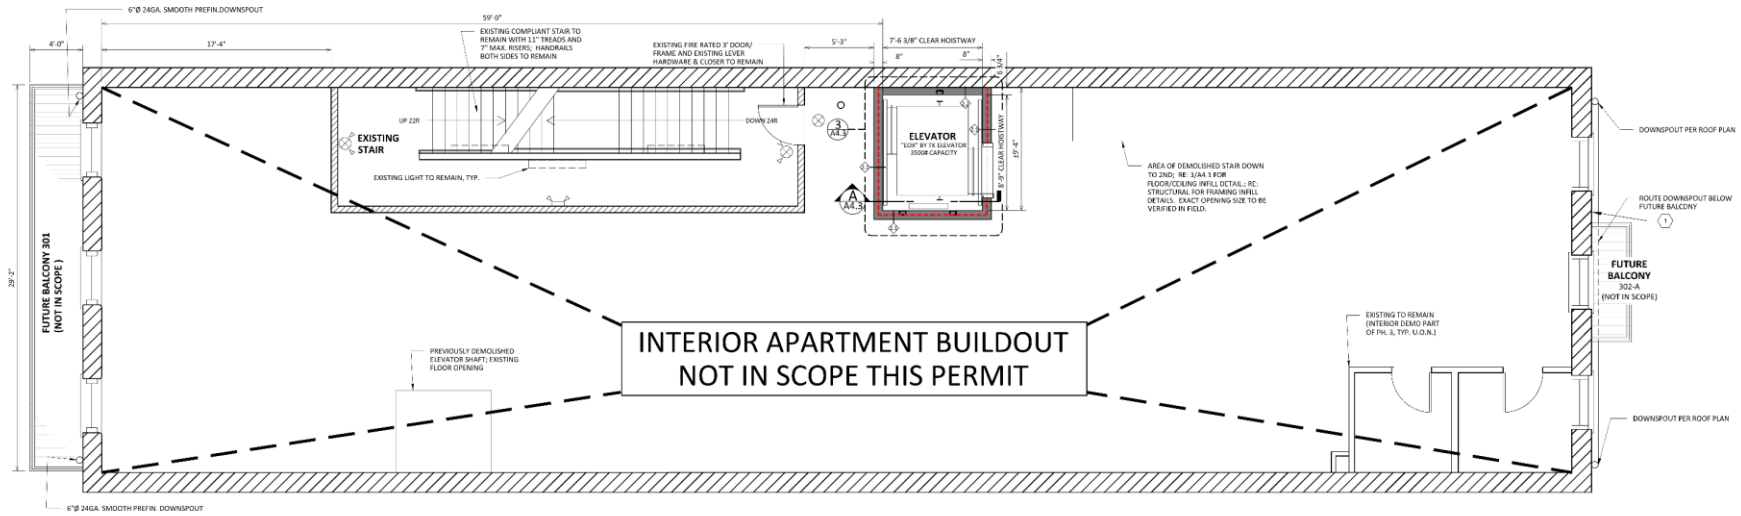 6"Ø 24GA. SMOOTH PREFIN.DOWNSPOUT
59'-0"
4'-0"
17'-4"
EXISTING COMPLIANT STAIR TO
REMAIN WITH 11" TREADS AND
7" MAX. RISERS; HANDRAILS
BOTH SIDES TO REMAIN
EXISTING FIRE RATED 3' DOOR/
FRAME AND EXISTING LEVER
HARDWARE & CLOSER TO REMAIN
5'-3"
7'-6 3/8" CLEAR HOISTWAY
8"
8"
6 3/4"
UP 22R
DOWN 24R
EXISTING
STAIR
EXISTING LIGHT TO REMAIN, TYP.
3
A4.3
A
A4.3
ELEVATOR
"EOX" BY TK ELEVATOR
3500# CAPACITY
8'-9" CLEAR HOISTWAY
±9'-4"
AREA OF DEMOLISHED STAIR DOWN
TO 2ND; RE: 3/A4.1 FOR
FLOOR/CEILING INFILL DETAIL.; RE:
STRUCTURAL FOR FRAMING INFILL
DETAILS. EXACT OPENING SIZE TO BE
VERIFIED IN FIELD.
DOWNSPOUT PER ROOF PLAN
ROUTE DOWNSPOUT BELOW
FUTURE BALCONY
1
29'-2"
FUTURE BALCONY 301
(NOT IN SCOPE )
FUTURE
BALCONY
302-A
(NOT IN SCOPE)
INTERIOR APARTMENT BUILDOUT
NOT IN SCOPE THIS PERMIT
PREVIOUSLY DEMOLISHED
ELEVATOR SHAFT; EXISTING
FLOOR OPENING
EXISTING TO REMAIN
(INTERIOR DEMO PART
OF PH. 3, TYP. U.O.N.)
DOWNSPOUT PER ROOF PLAN
6"Ø 24GA. SMOOTH PREFIN. DOWNSPOUT